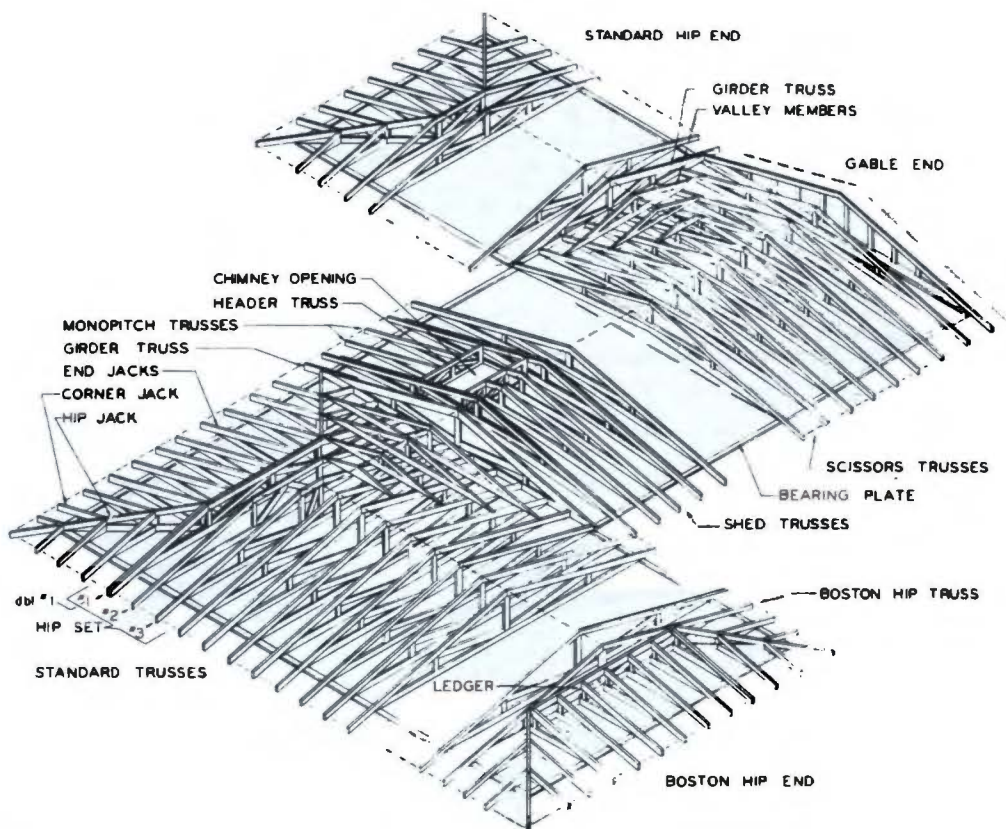 STANDARD HIP END
GIRDER TRUSS
VALLEY MEMBERS
GABLE END
CHIMNEY OPENING
HEADER TRUSS
MONOPITCH TRUSSES
GIRDER TRUSS
END JACKS
CORNER JACK
HIP JACK
SCISSORS TRUSSES
BEARING PLATE
SHED TRUSSES
dbl #1
#1
#2
HIP SET
#3
STANDARD TRUSSES
BOSTON HIP TRUSS
LEDGER
BOSTON HIP END